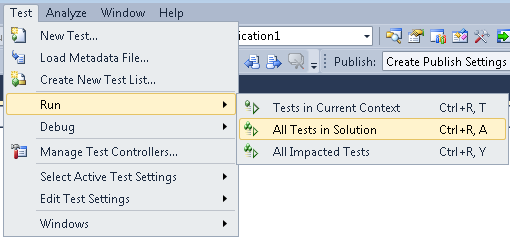 Test Analyze Window Help
New Test...
ication1
Load Metadata File...
Publish: Create Publish Settings
Create New Test List...
Run
Tests in Current Context Ctrl+R, T
Debug
All Tests in Solution Ctrl+R, A
Manage Test Controllers...
All Impacted Tests Ctrl+R, Y
Select Active Test Settings
Edit Test Settings
Windows